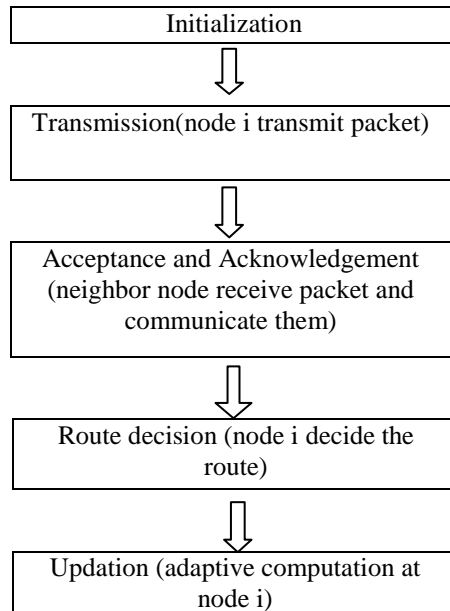 Initialization
Transmission(node i transmit packet)
Acceptance and Acknowledgement
(neighbor node receive packet and
communicate them)
Route decision (node i decide the
route)
Updation (adaptive computation at
node i)